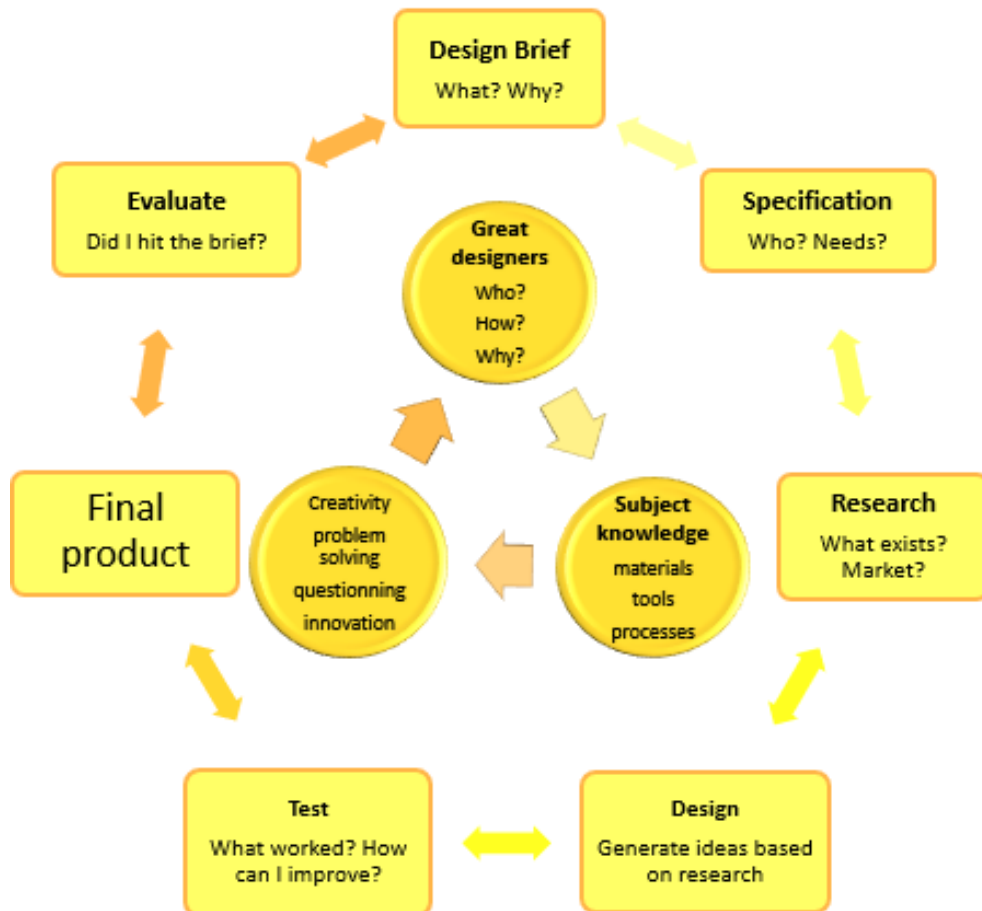 Design Brief
What? Why?
Specification
Who? Needs?
Research
What exists?
Market?
Design
Generate ideas based
on research
Test
What worked? How
can I improve?
Final
product
Evaluate
Did I hit the brief?
Great
designers
Who?
How?
Why?
Subject
knowledge
materials
tools
processes
Creativity
problem
solving
questionning
innovation